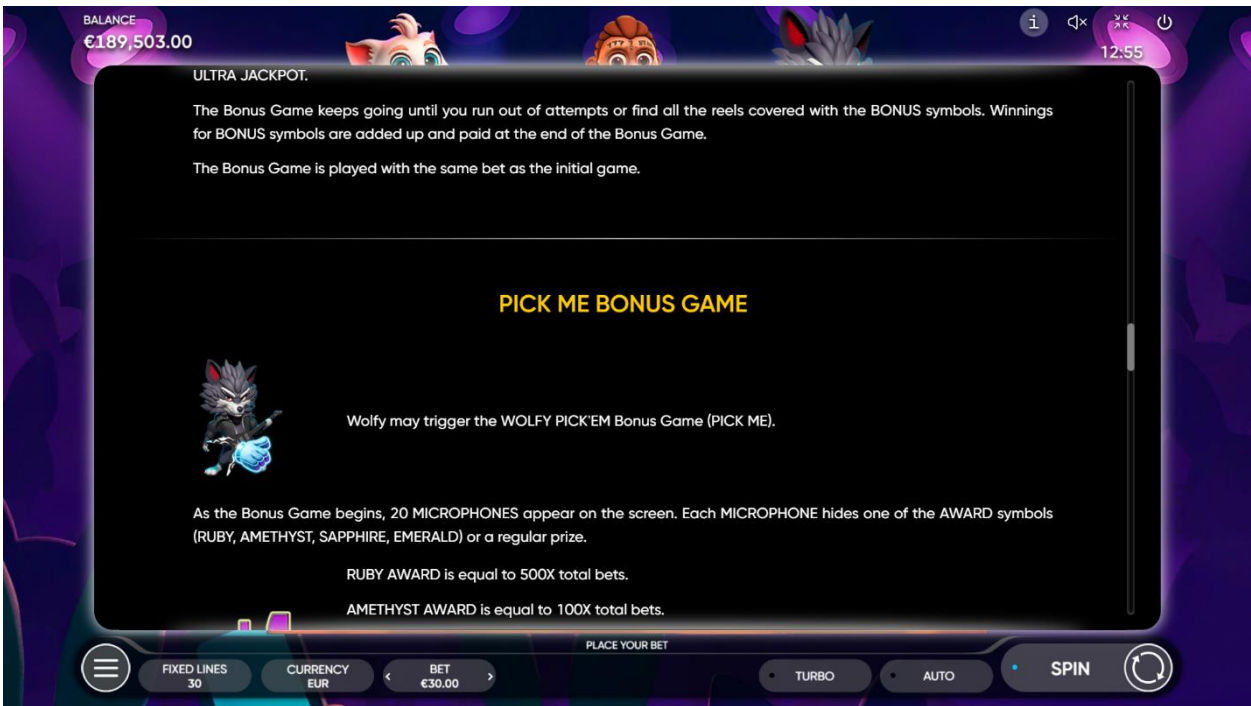 BALANCE
€189,503.00
12:55
ULTRA JACKPOT.
The Bonus Game keeps going until you run out of attempts or find all the reels covered with the BONUS symbols. Winnings
for BONUS symbols are added up and paid at the end of the Bonus Game.
The Bonus Game is played with the same bet as the initial game.
PICK ME BONUS GAME
Wolfy may trigger the WOLFY PICK'EM Bonus Game (PICK ME).
As the Bonus Game begins, 20 MICROPHONES appear on the screen. Each MICROPHONE hides one of the AWARD symbols
(RUBY, AMETHYST, SAPPHIRE, EMERALD) or a regular prize.
RUBY AWARD is equal to 500X total bets.
AMETHYST AWARD is equal to 100X total bets.
PLACE YOUR BET
FIXED LINES
30
CURRENCY
EUR
BET
€30.00
TURBO
AUTO
SPIN